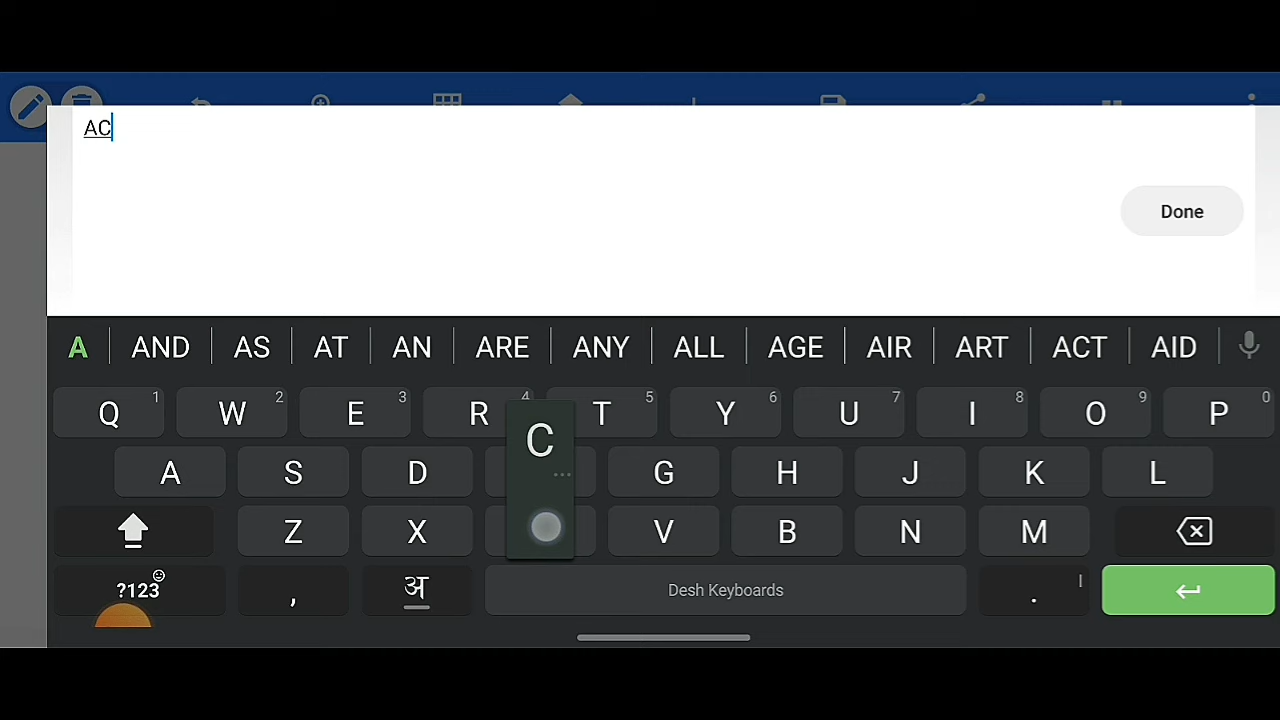 AC
Done
A AND AS AT AN ARE ANY ALL AGE AIR ART ACT AID
Q 1 W 2 E 3 R 4 T 5 Y 6 U 7 I 8 O 9 P 0
C
A S D G H J K L
Z X V B N M
?123 , अ Desh Keyboards . |